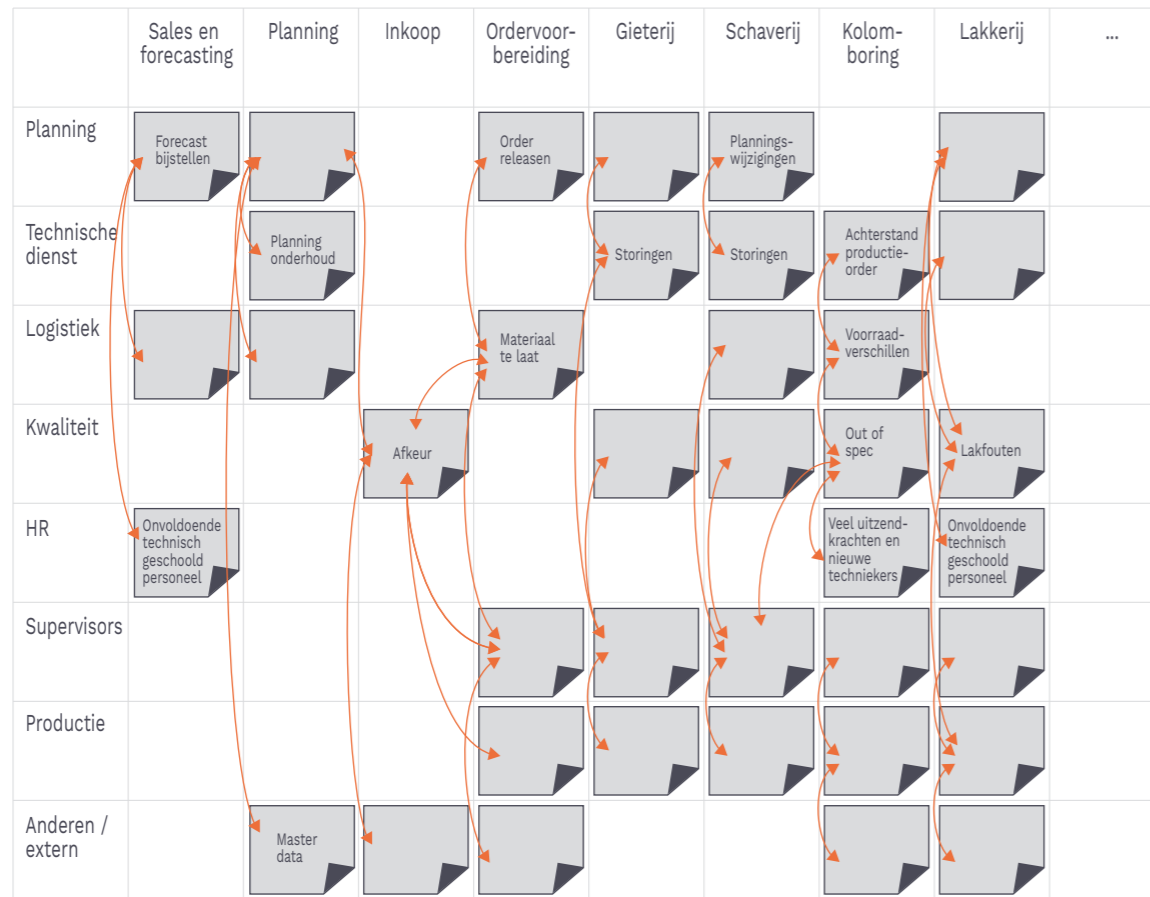 Sales en
forecasting
Planning
Inkoop
Ordervoor-
bereiding
Gieterij
Schaverij
Kolom-
boring
Lakkerij
...
Planning
Forecast
bijstellen
Order
releasen
Plannings-
wijzigingen
Technische
dienst
Planning
onderhoud
Storingen
Storingen
Achterstand
productie-
order
Logistiek
Materiaal
te laat
Voorraad-
verschillen
Kwaliteit
Afkeur
Out of
spec
Lakfouten
HR
Onvoldoende
technisch
geschoold
personeel
Veel uitzend-
krachten en
nieuwe
techniekers
Onvoldoende
technisch
geschoold
personeel
Supervisors
Productie
Anderen /
extern
Master
data